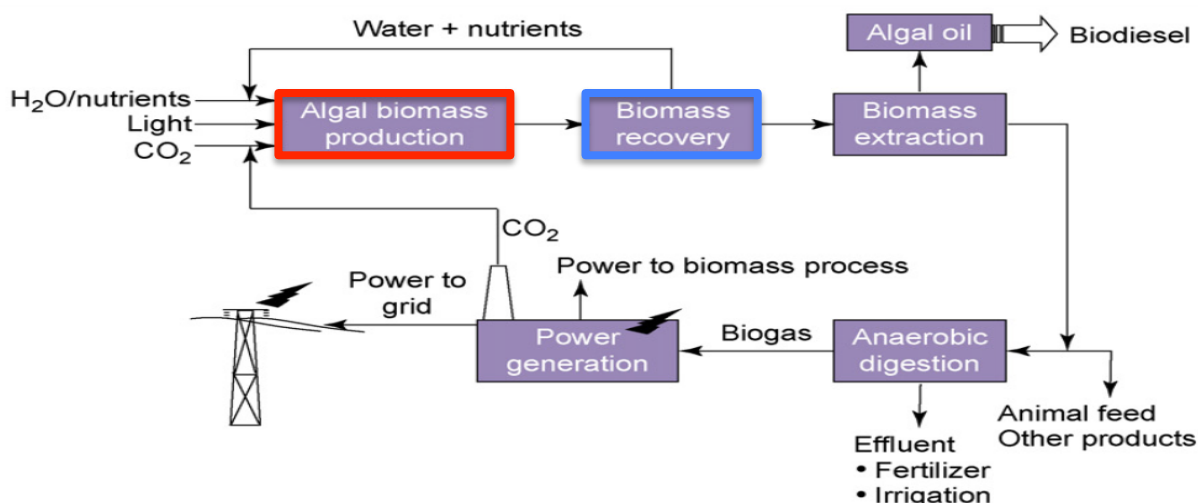 Water + nutrients
H₂O/nutrients
Light
CO₂
Algal biomass
production
Biomass
recovery
Biomass
extraction
Algal oil
Biodiesel
CO₂
Power to
grid
Power to biomass process
Power
generation
Biogas
Anaerobic
digestion
Animal feed
Other products
Effluent
• Fertilizer
• Irrigation